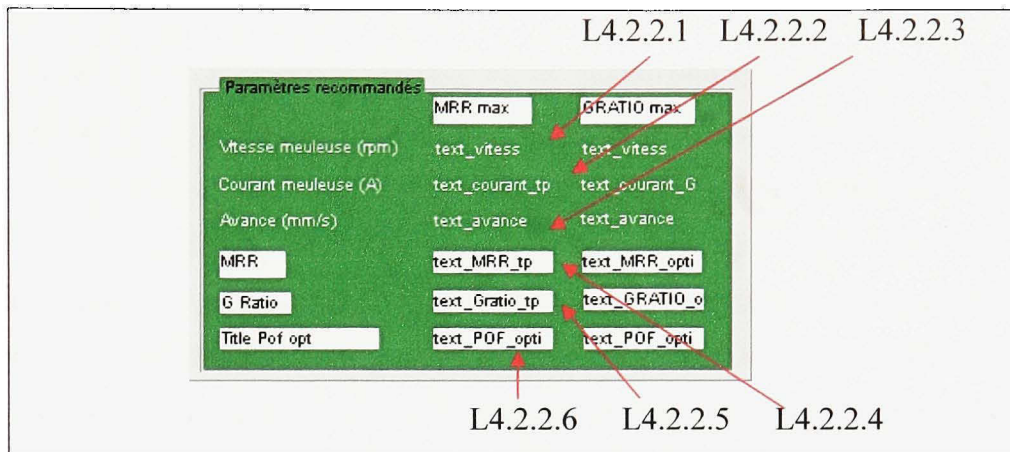 L4.2.2.1 L4.2.2.2 L4.2.2.3
Paramètres recommandés
MRR max GRATIO max
Vitesse meuleuse (rpm) text_vitess text_vitess
Courant meuleuse (A) text_courant_tp text_courant_G
Avance (mm/s) text_avance text_avance
MRR text_MRR_tp text_MRR_opti
G Ratio text_Gratio_tp text_GRATIO_o
Title Pof opt text_POF_opti text_POF_opti
L4.2.2.6 L4.2.2.5 L4.2.2.4